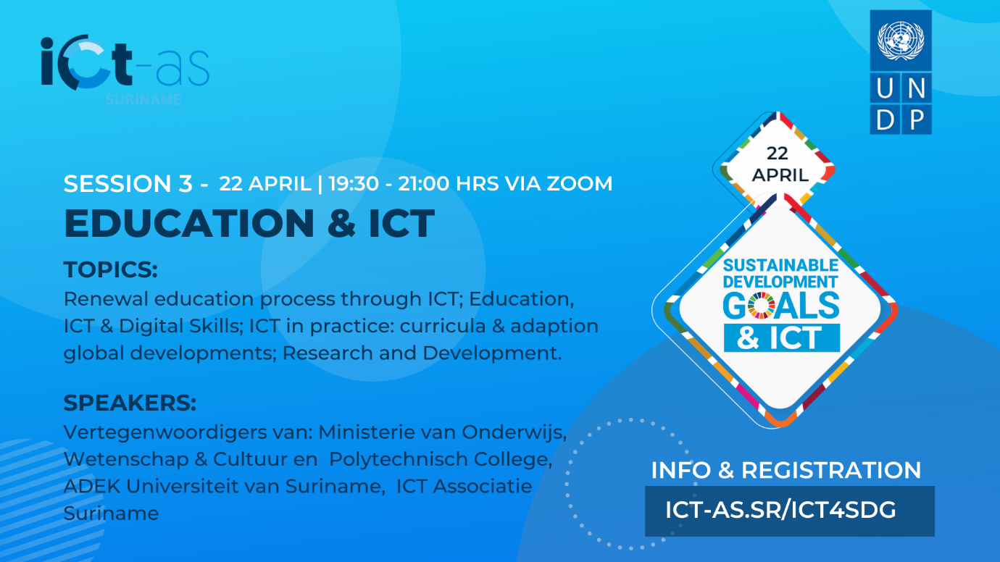 ict-as
SURINAME
UN
DP
SESSION 3 - 22 APRIL | 19:30 - 21:00 HRS VIA ZOOM
EDUCATION & ICT
TOPICS:
Renewal education process through ICT; Education,
ICT & Digital Skills; ICT in practice: curricula & adaption
global developments; Research and Development.
SPEAKERS:
Vertegenwoordigers van: Ministerie van Onderwijs,
Wetenschap & Cultuur en Polytechnisch College,
ADEK Universiteit van Suriname, ICT Associatie
Suriname
22
APRIL
SUSTAINABLE
DEVELOPMENT
GOALS
& ICT
INFO & REGISTRATION
ICT-AS.SR/ICT4SDG